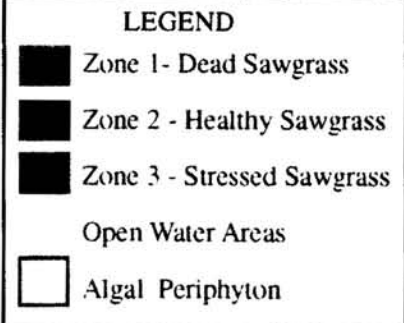 LEGEND
Zone 1- Dead Sawgrass
Zone 2 - Healthy Sawgrass
Zone 3 - Stressed Sawgrass
Open Water Areas
Algal Periphyton